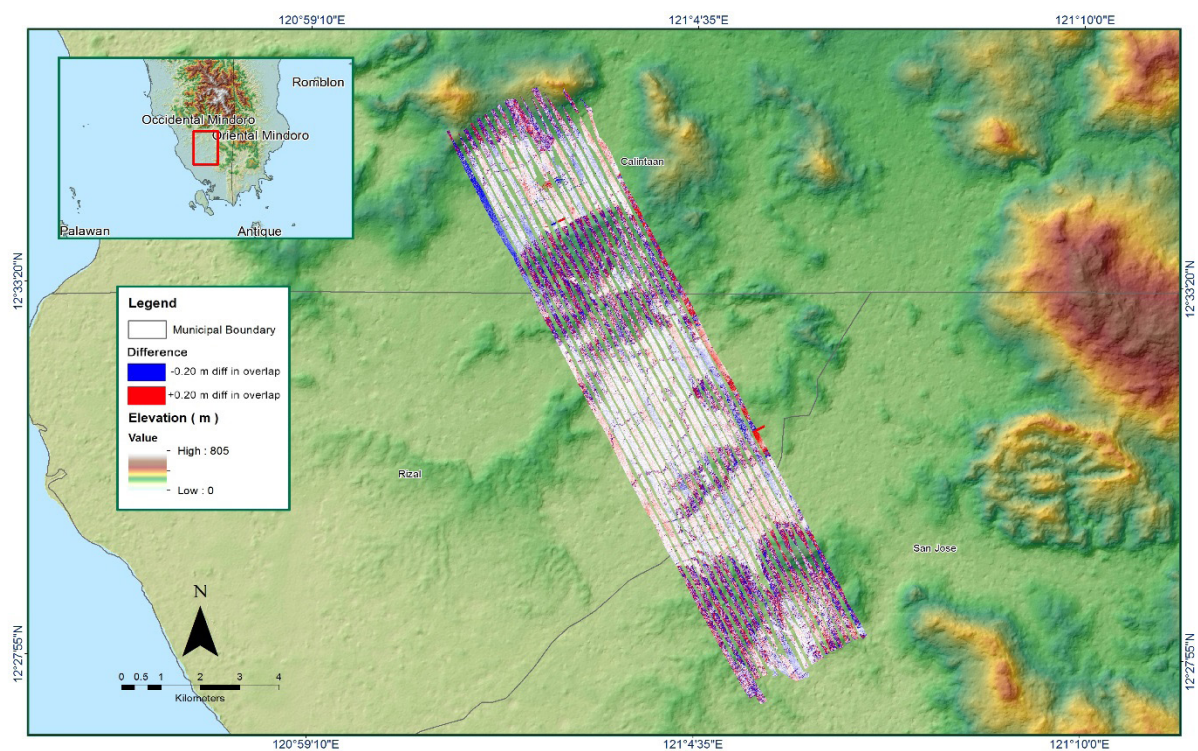 120°59'10"E
121°4'35"E
121°10'0"E
Romblon
Occidental Mindoro
Oriental Mindoro
Palawan
Antique
Calintaan
12°33'20"N
12°33'20"N
Legend
Municipal Boundary
Difference
-0.20 m diff in overlap
+0.20 m diff in overlap
Elevation ( m )
Value
High : 805
Low : 0
Rizal
San Jose
N
12°27'55"N
12°27'55"N
0 0.5 1 2 3 4
Kilometers
120°59'10"E
121°4'35"E
121°10'0"E